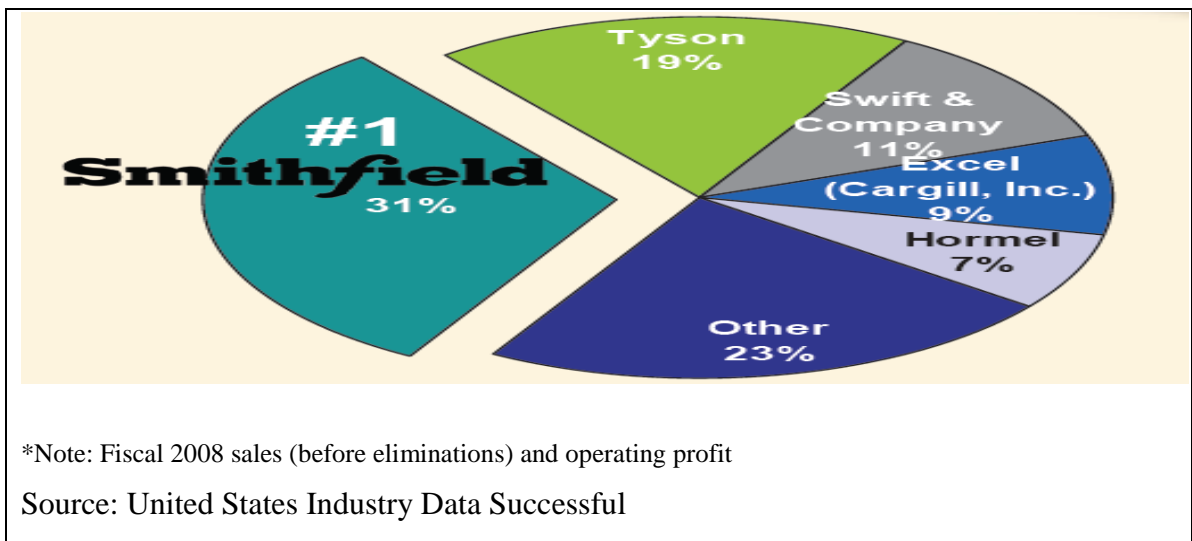 Tyson
19%
#1
Smithfield
31%
Swift &
Company
11%
Excel
(Cargill, Inc.)
9%
Hormel
7%
Other
23%
*Note: Fiscal 2008 sales (before eliminations) and operating profit
Source: United States Industry Data Successful